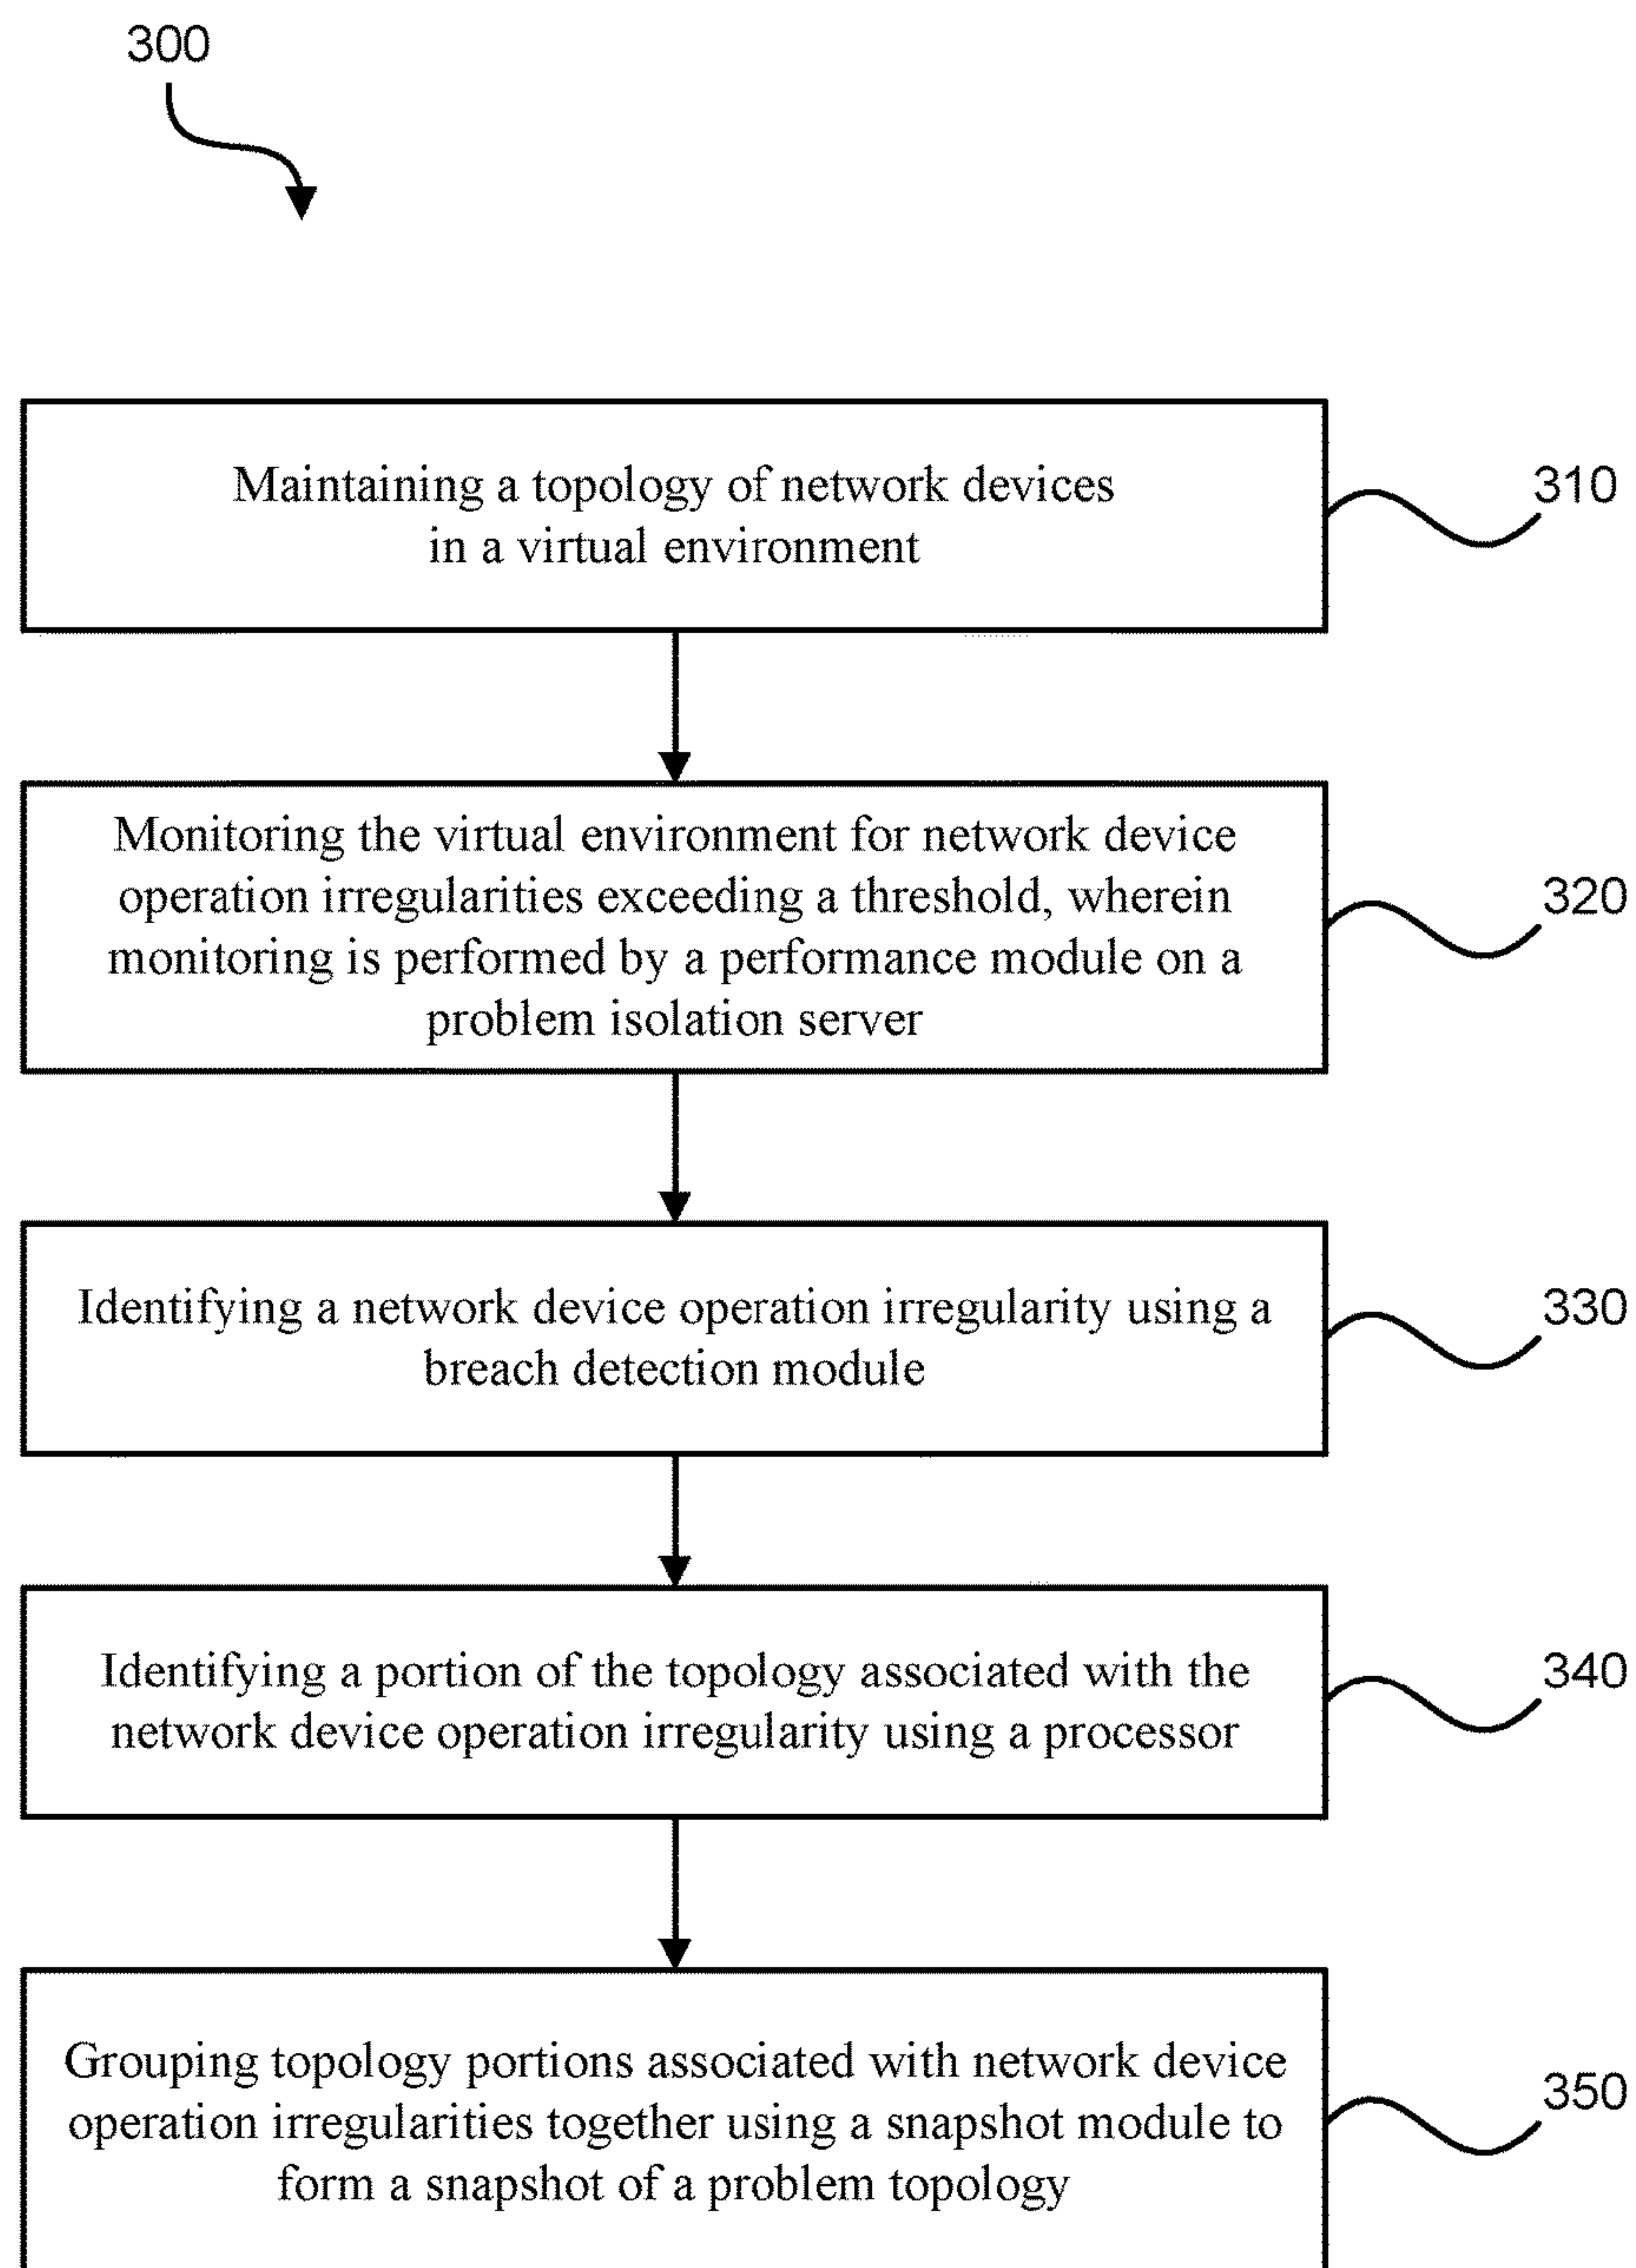 300
Maintaining a topology of network devices
in a virtual environment
310
Monitoring the virtual environment for network device
operation irregularities exceeding a threshold, wherein
monitoring is performed by a performance module on a
problem isolation server
320
Identifying a network device operation irregularity using a
breach detection module
330
Identifying a portion of the topology associated with the
network device operation irregularity using a processor
340
Grouping topology portions associated with network device
operation irregularities together using a snapshot module to
form a snapshot of a problem topology
350